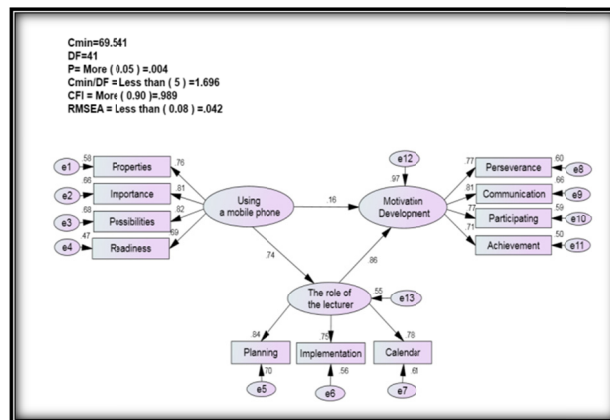 Cmin=69.541
DF=41
P= More ( 0.05 ) =.004
Cmin/DF =Less than ( 5 ) =1.696
CFI = More ( 0.90 ) =.989
RMSEA = Less than ( 0.08 ) =.042
e12
.97
.58
e1
Properties
.76
.66
e2
Importance
.81
.68
e3
Possibilities
.82
.47
e4
Readiness
.69
Using
a mobile phone
.16
Motivation
Development
.77
Perseverance
.60
e8
.81
Communication
.66
e9
.77
Participating
.59
e10
.71
Achievement
.50
e11
.74
.86
The role of
the lecturer
.55
e13
.84
.75
.78
Planning
Implementation
Calendar
.70
.56
.61
e5
e6
e7